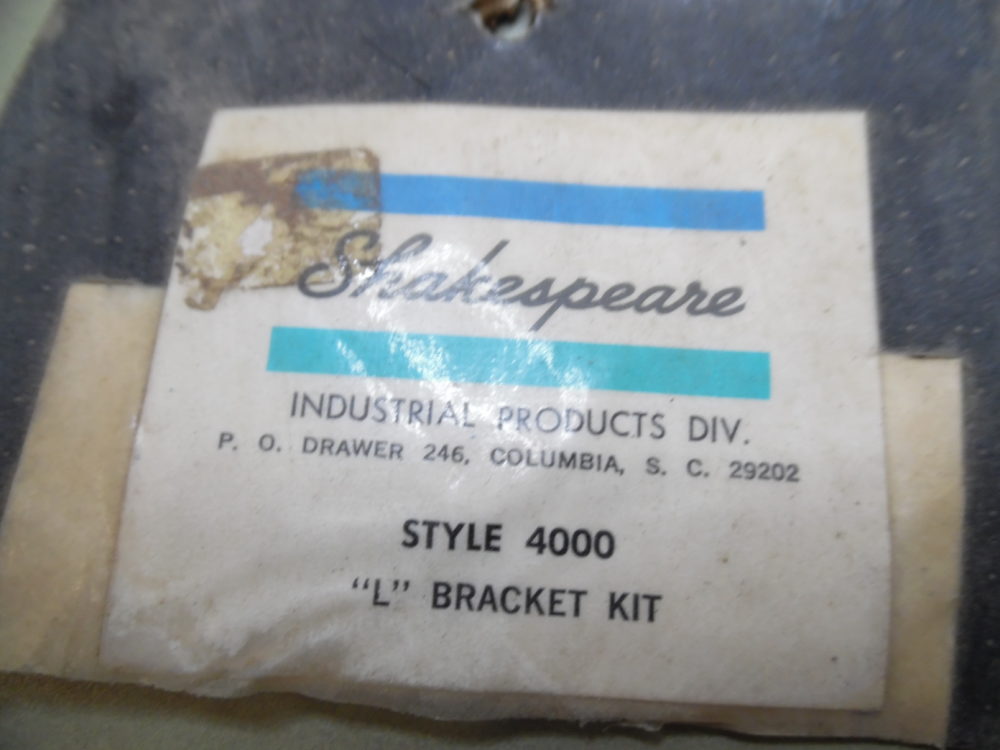 Shakespeare
INDUSTRIAL PRODUCTS DIV.
P. O. DRAWER 246, COLUMBIA, S. C. 29202
STYLE 4000
“L” BRACKET KIT